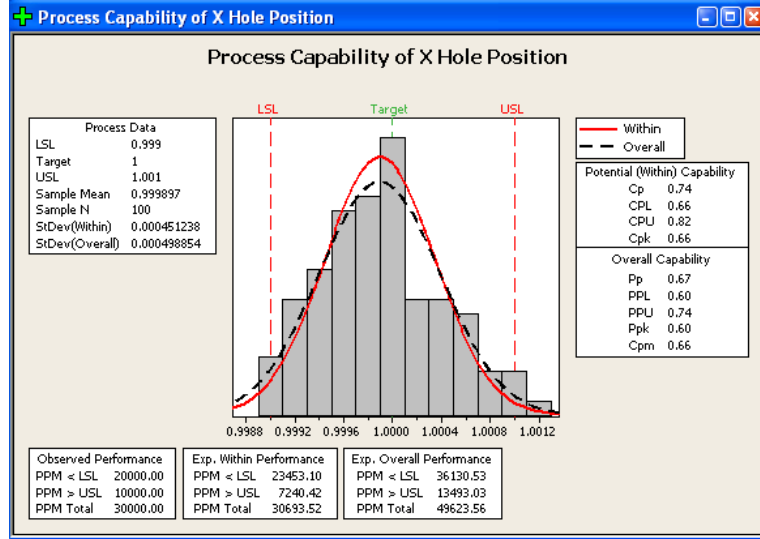 Process Capability of X Hole Position
Process Capability of X Hole Position
LSL
Target
USL
Process Data
LSL 0.999
Target 1
USL 1.001
Sample Mean 0.999897
Sample N 100
StDev(Within) 0.000451238
StDev(Overall) 0.000498854
Within
Overall
Potential (Within) Capability
Cp 0.74
CPL 0.66
CPU 0.82
Cpk 0.66
Overall Capability
Pp 0.67
PPL 0.60
PPU 0.74
Ppk 0.60
Cpm 0.66
0.9988 0.9992 0.9996 1.0000 1.0004 1.0008 1.0012
Observed Performance
PPM < LSL 20000.00
PPM > USL 10000.00
PPM Total 30000.00
Exp. Within Performance
PPM < LSL 23453.10
PPM > USL 7240.42
PPM Total 30693.52
Exp. Overall Performance
PPM < LSL 36130.53
PPM > USL 13493.03
PPM Total 49623.56